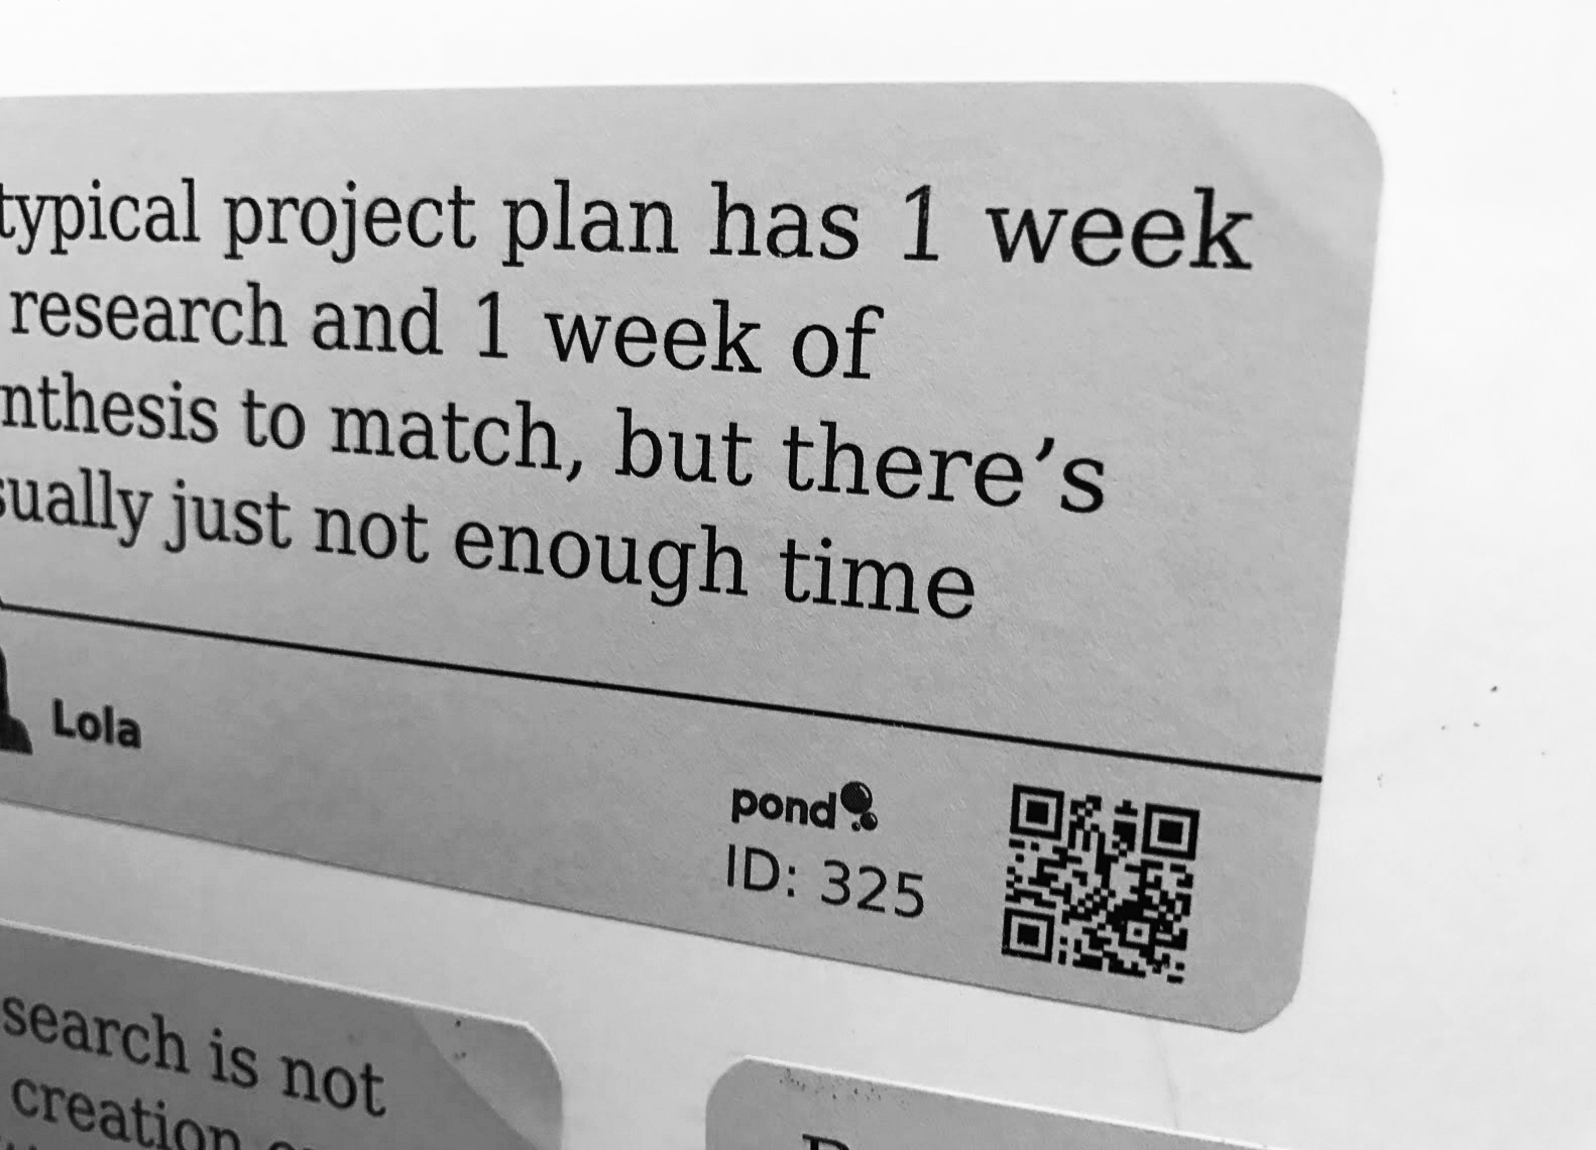 typical project plan has 1 week
research and 1 week of
nthesis to match, but there’s
sually just not enough time
Lola
pond
ID: 325
search is not
creation